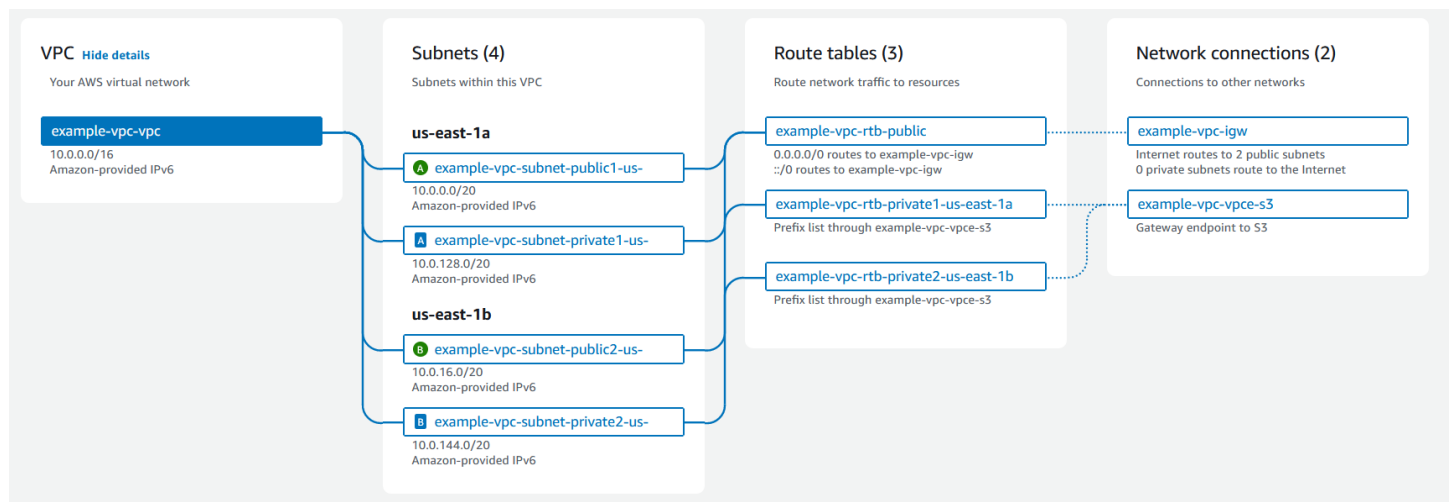 VPC Hide details
Your AWS virtual network
example-vpc-vpc
10.0.0.0/16
Amazon-provided IPv6
Subnets (4)
Subnets within this VPC
us-east-1a
A example-vpc-subnet-public1-us-
10.0.0.0/20
Amazon-provided IPv6
A example-vpc-subnet-private1-us-
10.0.128.0/20
Amazon-provided IPv6
us-east-1b
B example-vpc-subnet-public2-us-
10.0.16.0/20
Amazon-provided IPv6
B example-vpc-subnet-private2-us-
10.0.144.0/20
Amazon-provided IPv6
Route tables (3)
Route network traffic to resources
example-vpc-rtb-public
0.0.0.0/0 routes to example-vpc-igw
::/0 routes to example-vpc-igw
example-vpc-rtb-private1-us-east-1a
Prefix list through example-vpc-vpce-s3
example-vpc-rtb-private2-us-east-1b
Prefix list through example-vpc-vpce-s3
Network connections (2)
Connections to other networks
example-vpc-igw
Internet routes to 2 public subnets
0 private subnets route to the Internet
example-vpc-vpce-s3
Gateway endpoint to S3